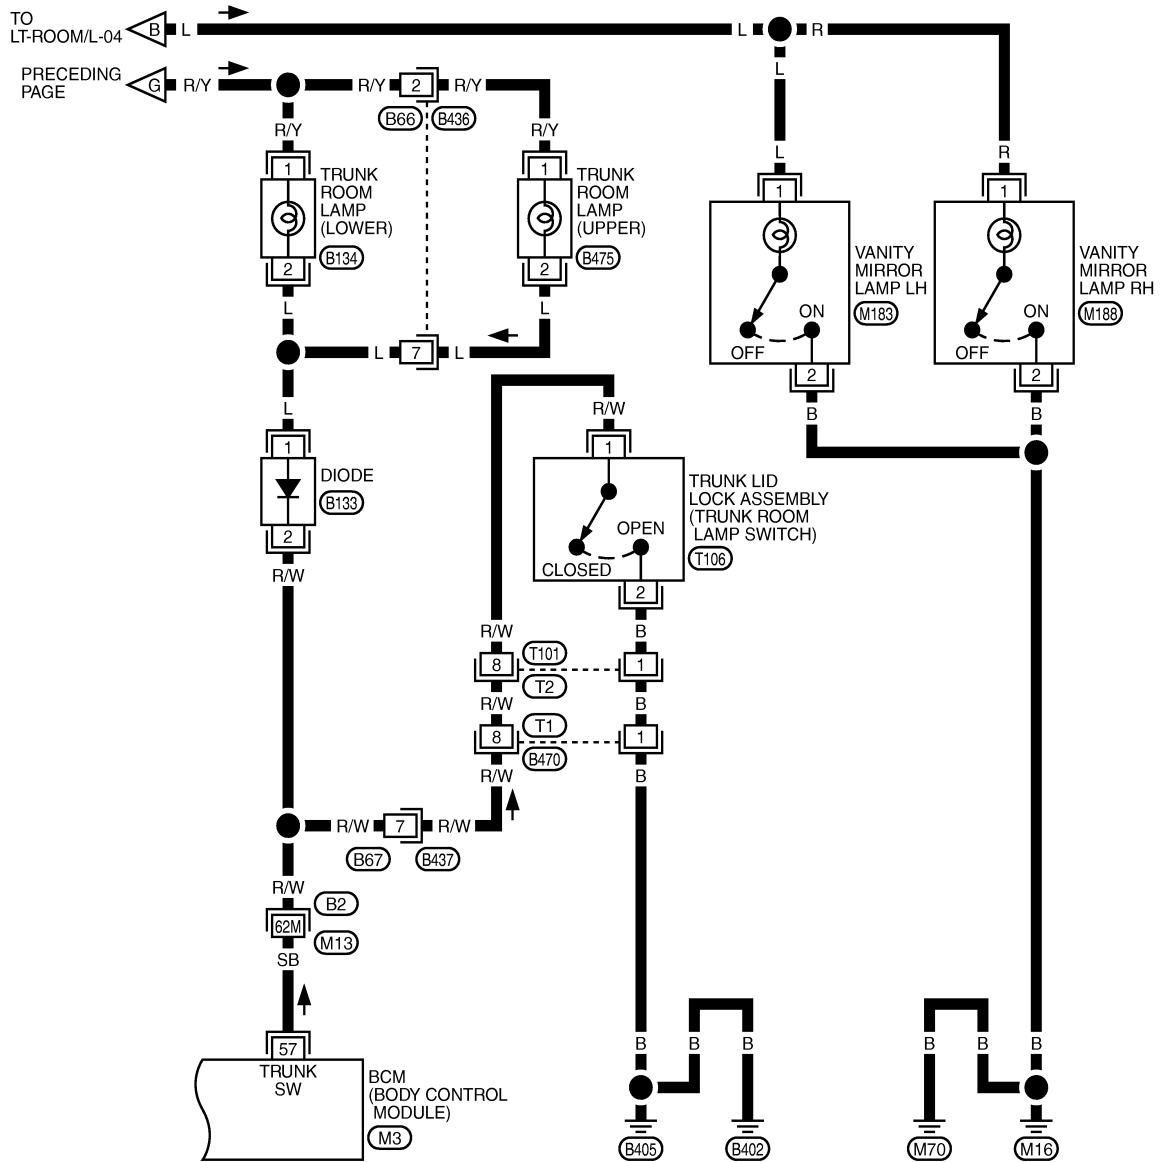 TO
LT-ROOM/L-04
B
L
L
R
PRECEDING
PAGE
G
R/Y
R/Y
2
R/Y
L
B66
B436
R/Y
R/Y
L
R
1
TRUNK
ROOM
LAMP
(LOWER)
2
B134
1
TRUNK
ROOM
LAMP
(UPPER)
2
B475
1
VANITY
MIRROR
LAMP LH
M183
ON
OFF
2
1
VANITY
MIRROR
LAMP RH
M188
ON
OFF
2
L
L
L
7
L
B
B
L
R/W
1
DIODE
B133
2
R/W
1
TRUNK LID
LOCK ASSEMBLY
(TRUNK ROOM
LAMP SWITCH)
T106
OPEN
CLOSED
2
R/W
B
8
T101
T2
1
R/W
B
8
T1
B470
1
R/W
B
R/W
7
R/W
B67
B437
R/W
B2
62M
M13
SB
57
TRUNK
SW
BCM
(BODY CONTROL
MODULE)
M3
B
B
B
B
B
B
B405
B402
M70
M16